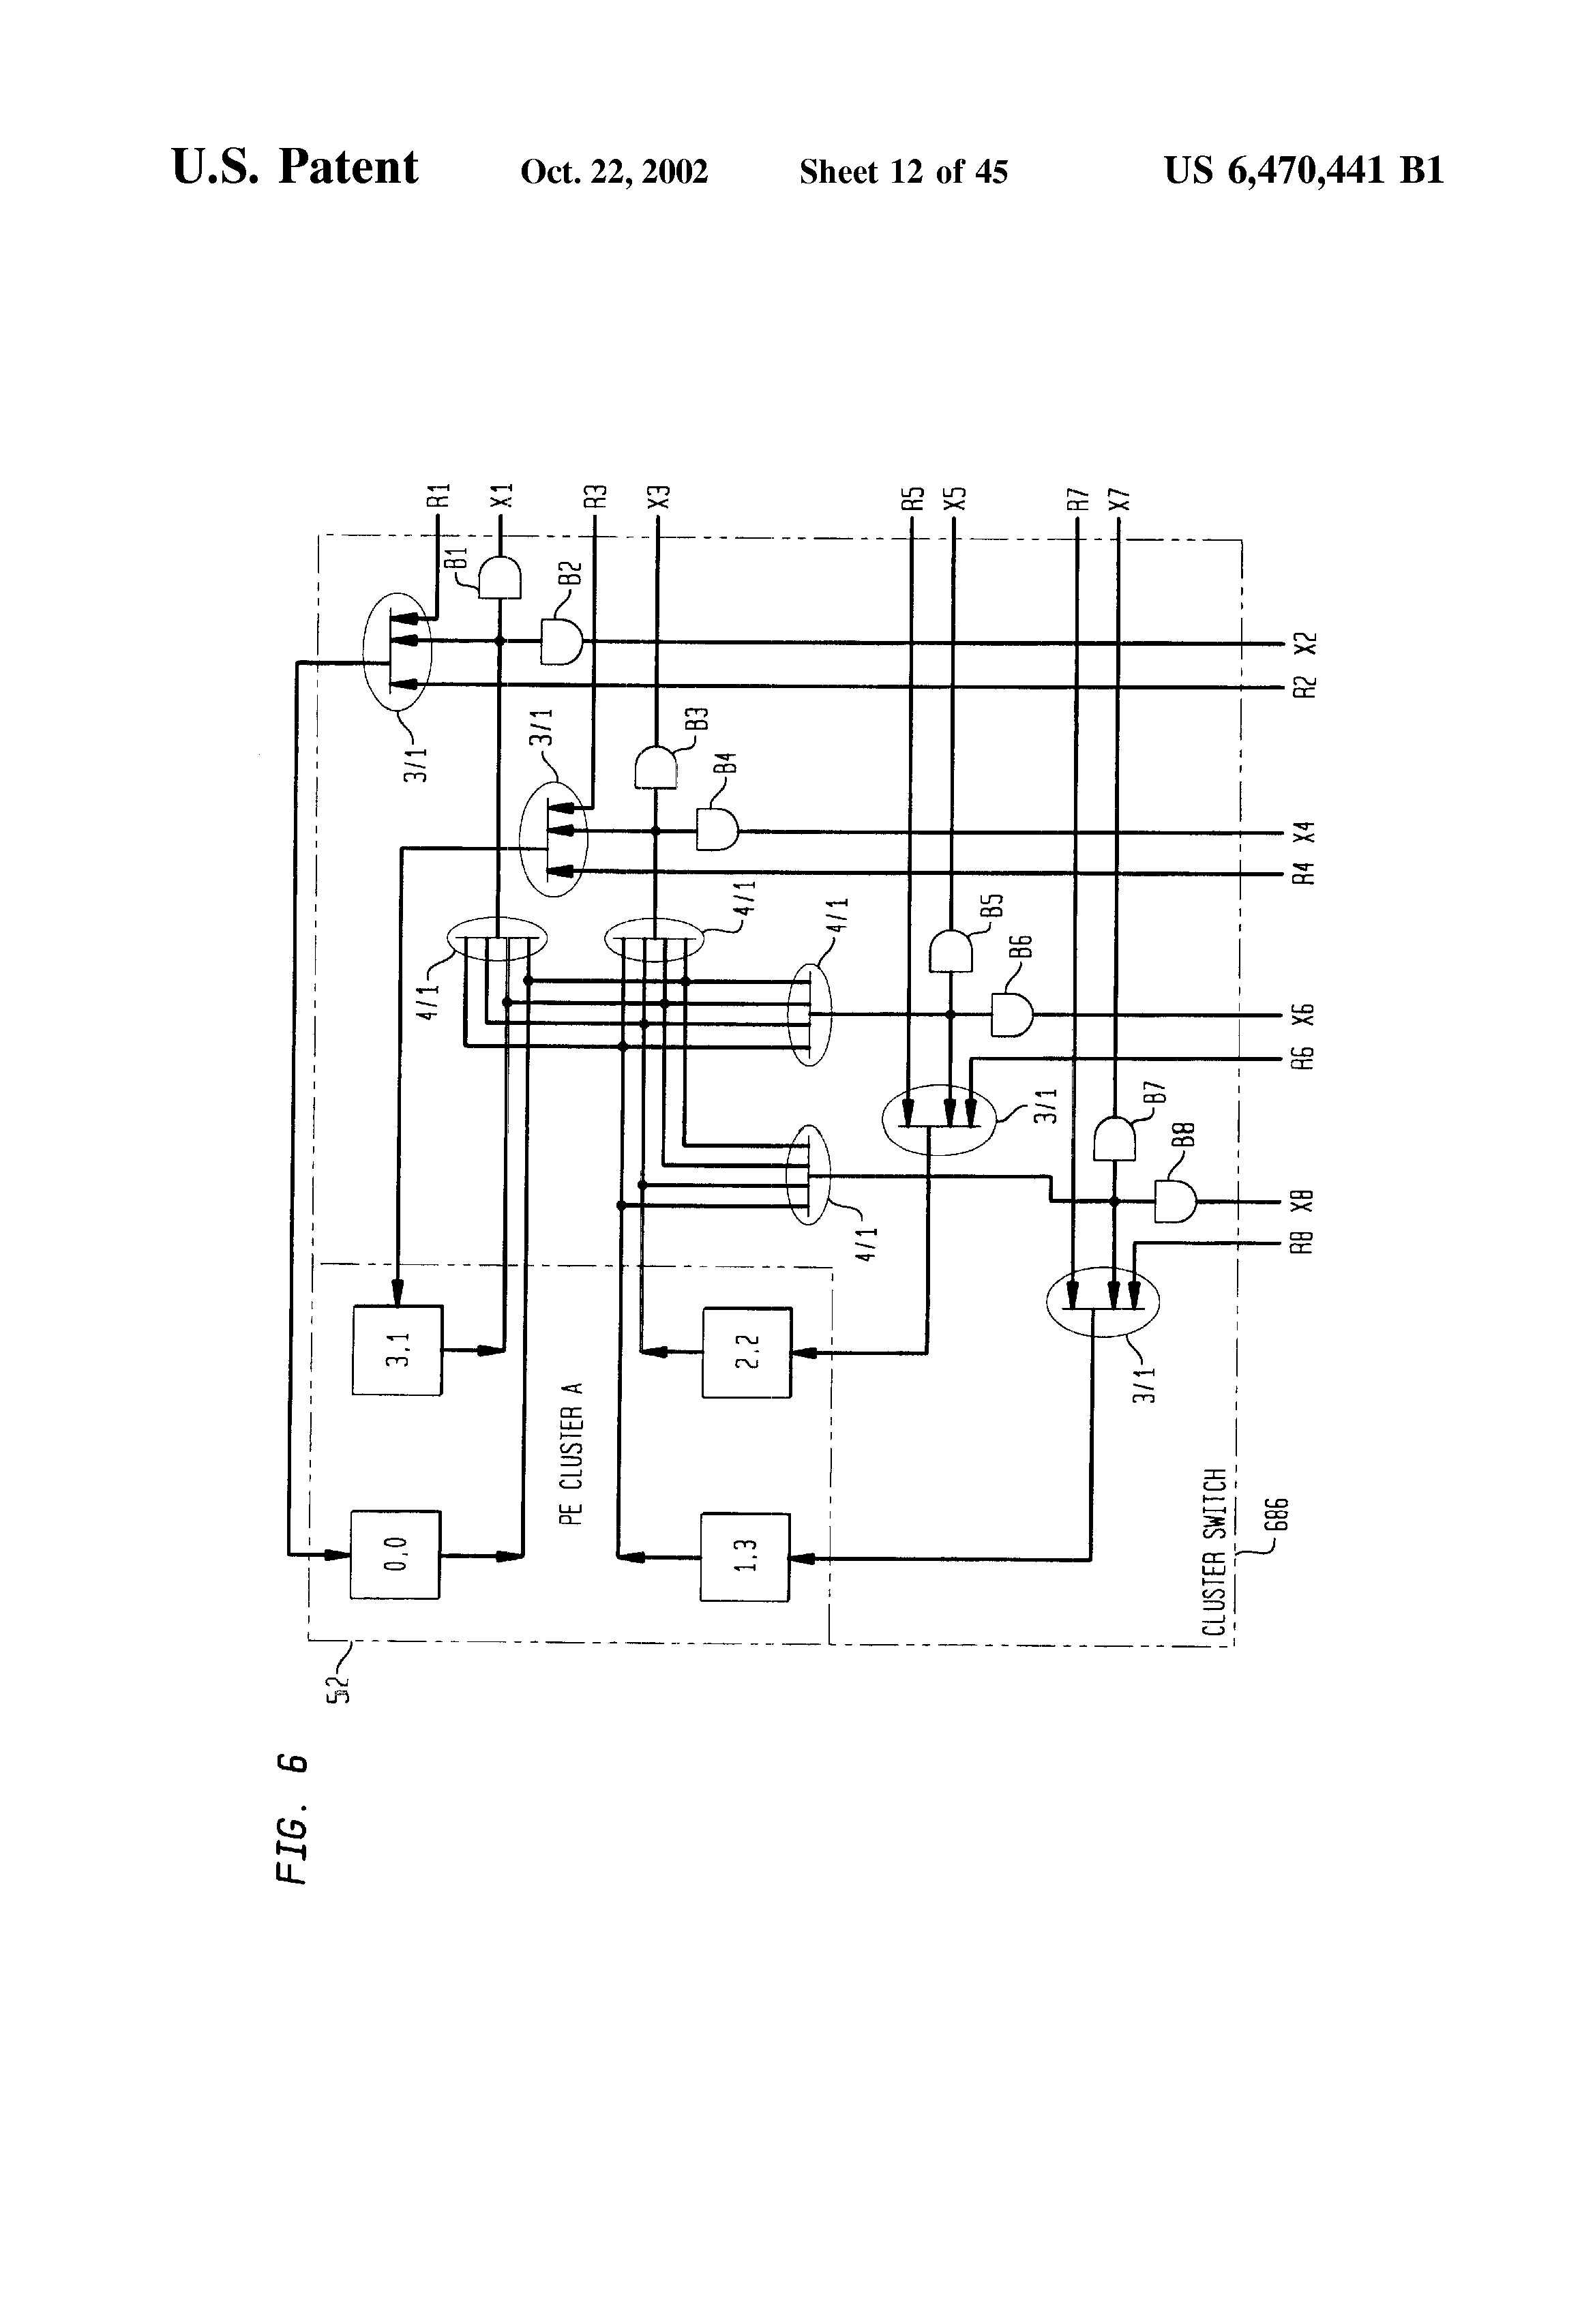 U.S. Patent Oct. 22, 2002 Sheet 12 of 45 US 6,470,441 B1
FIG. 6
52
0,0
3,1
1,3
2,2
PE CLUSTER A
CLUSTER SWITCH
686
4/1
4/1
4/1
4/1
3/1
3/1
3/1
3/1
B1
B2
B3
B4
B5
B6
B7
B8
R1
X1
R3
X3
R5
X5
R7
X7
R8
X8
R6
X6
R4
X4
R2
X2